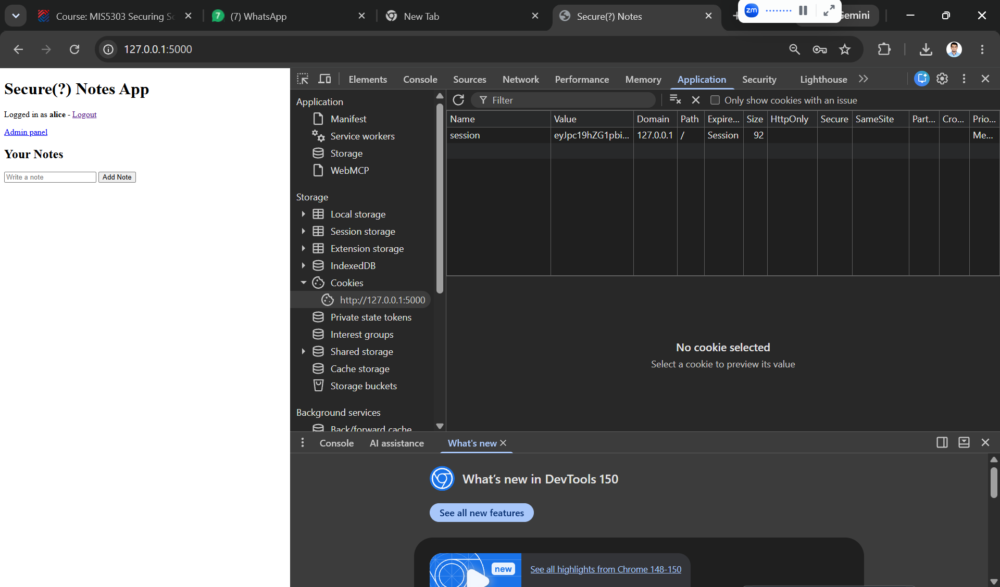 Course: MIS5303 Securing Sc
(7) WhatsApp
New Tab
Secure(?) Notes
zm
Gemini
127.0.0.1:5000
Secure(?) Notes App
Logged in as alice - Logout
Admin panel
Your Notes
Write a note Add Note
Elements Console Sources Network Performance Memory Application Security Lighthouse
Filter
Only show cookies with an issue
Name Value Domain Path Expire... Size HttpOnly Secure SameSite Part... Cro... Prio...
session eyJpc19hZG1pbi... 127.0.0.1 / Session 92 Me...
No cookie selected
Select a cookie to preview its value
Application
Manifest
Service workers
Storage
WebMCP
Storage
Local storage
Session storage
Extension storage
IndexedDB
Cookies
http://127.0.0.1:5000
Private state tokens
Interest groups
Shared storage
Cache storage
Storage buckets
Background services
Back/forward cache
Console AI assistance What's new
What's new in DevTools 150
See all new features
new
See all highlights from Chrome 148-150